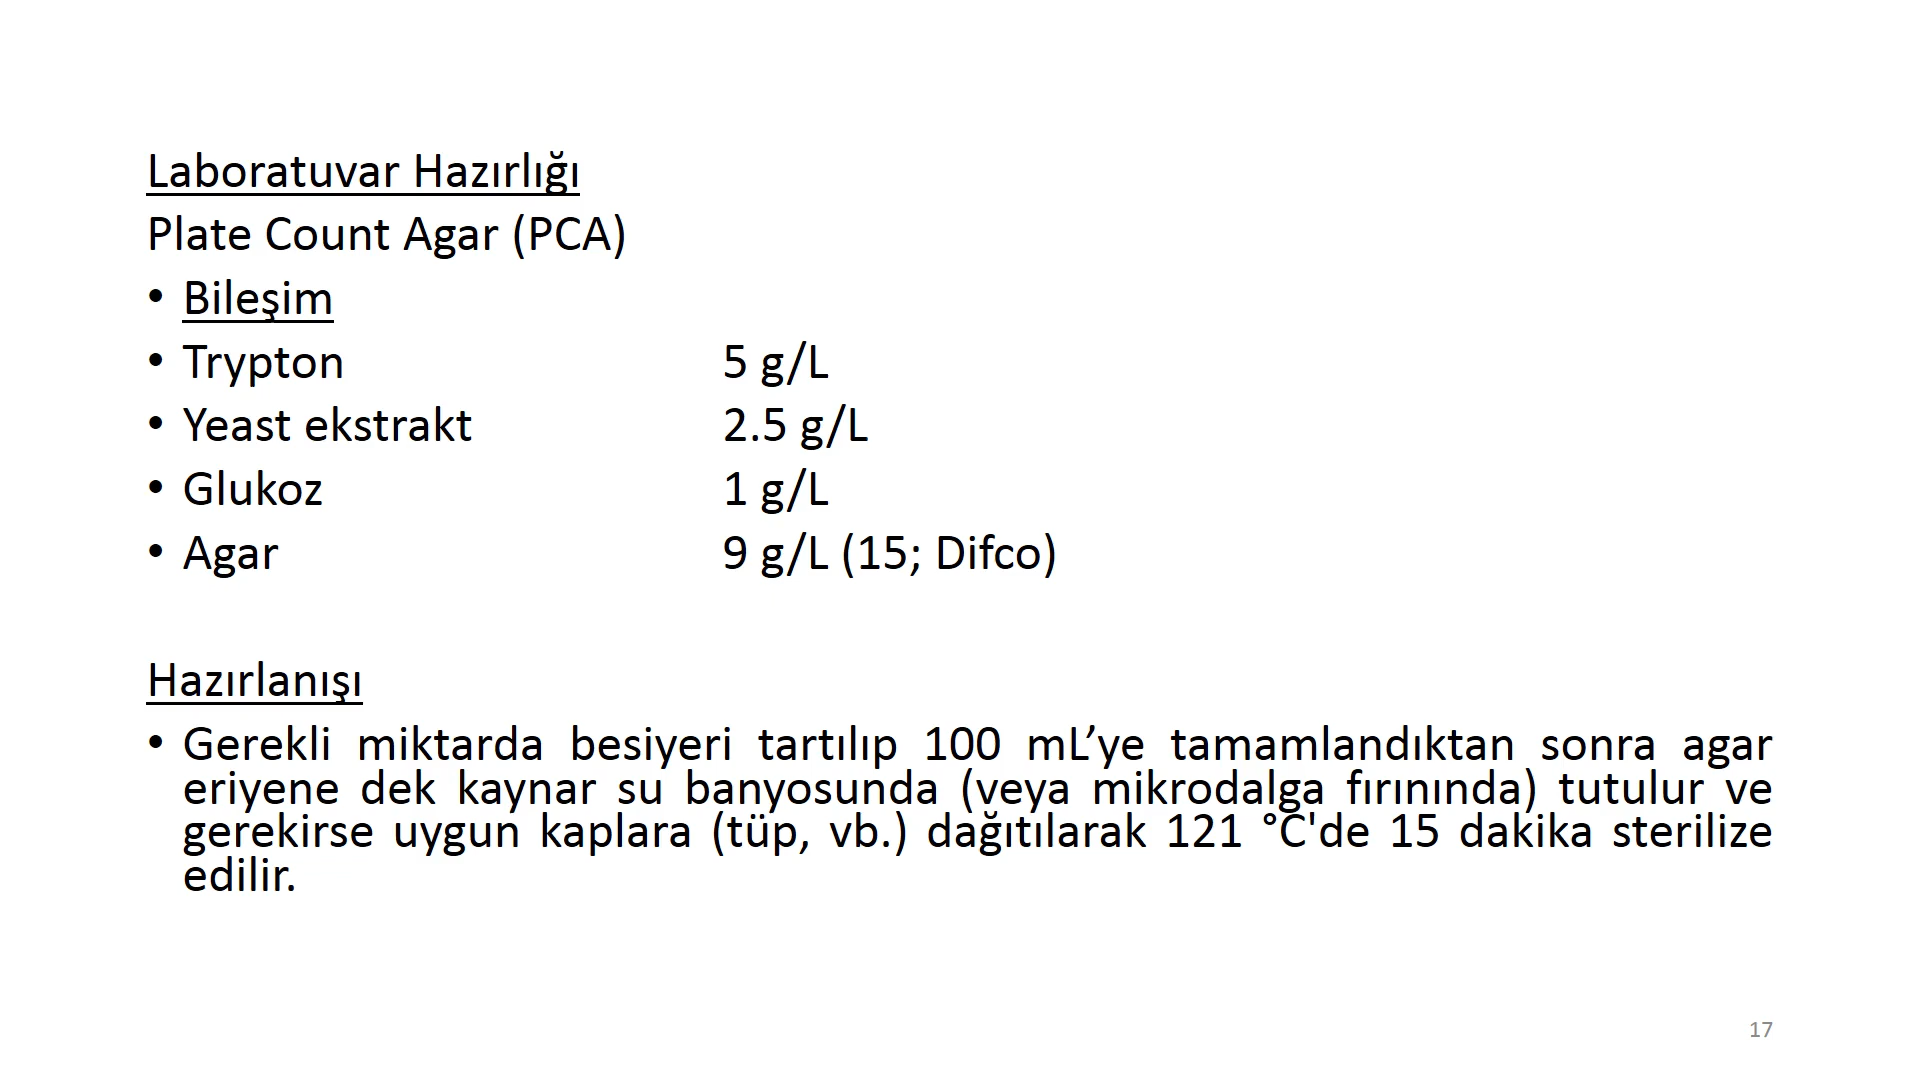 Laboratuvar Hazırlığı
Plate Count Agar (PCA)
• Bileşim
• Trypton 5 g/L
• Yeast ekstrakt 2.5 g/L
• Glukoz 1 g/L
• Agar 9 g/L (15; Difco)
Hazırlanışı
• Gerekli miktarda besiyeri tartılıp 100 mL’ye tamamlandıktan sonra agar
eriyene dek kaynar su banyosunda (veya mikrodalga fırınında) tutulur ve
gerekirse uygun kaplara (tüp, vb.) dağıtılarak 121 °C'de 15 dakika sterilize
edilir.
17